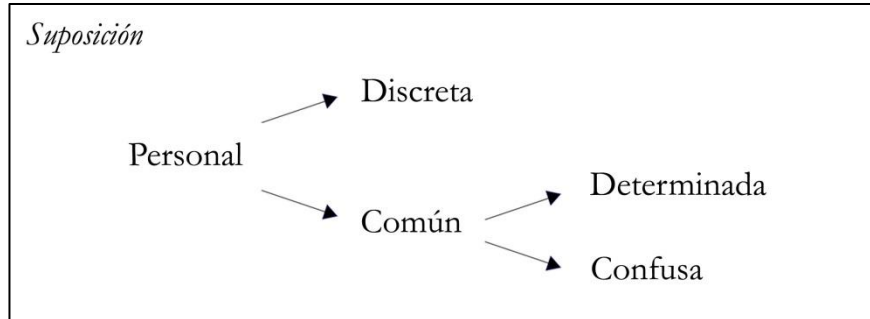 Suposición
Discreta
Personal
Determinada
Común
Confusa